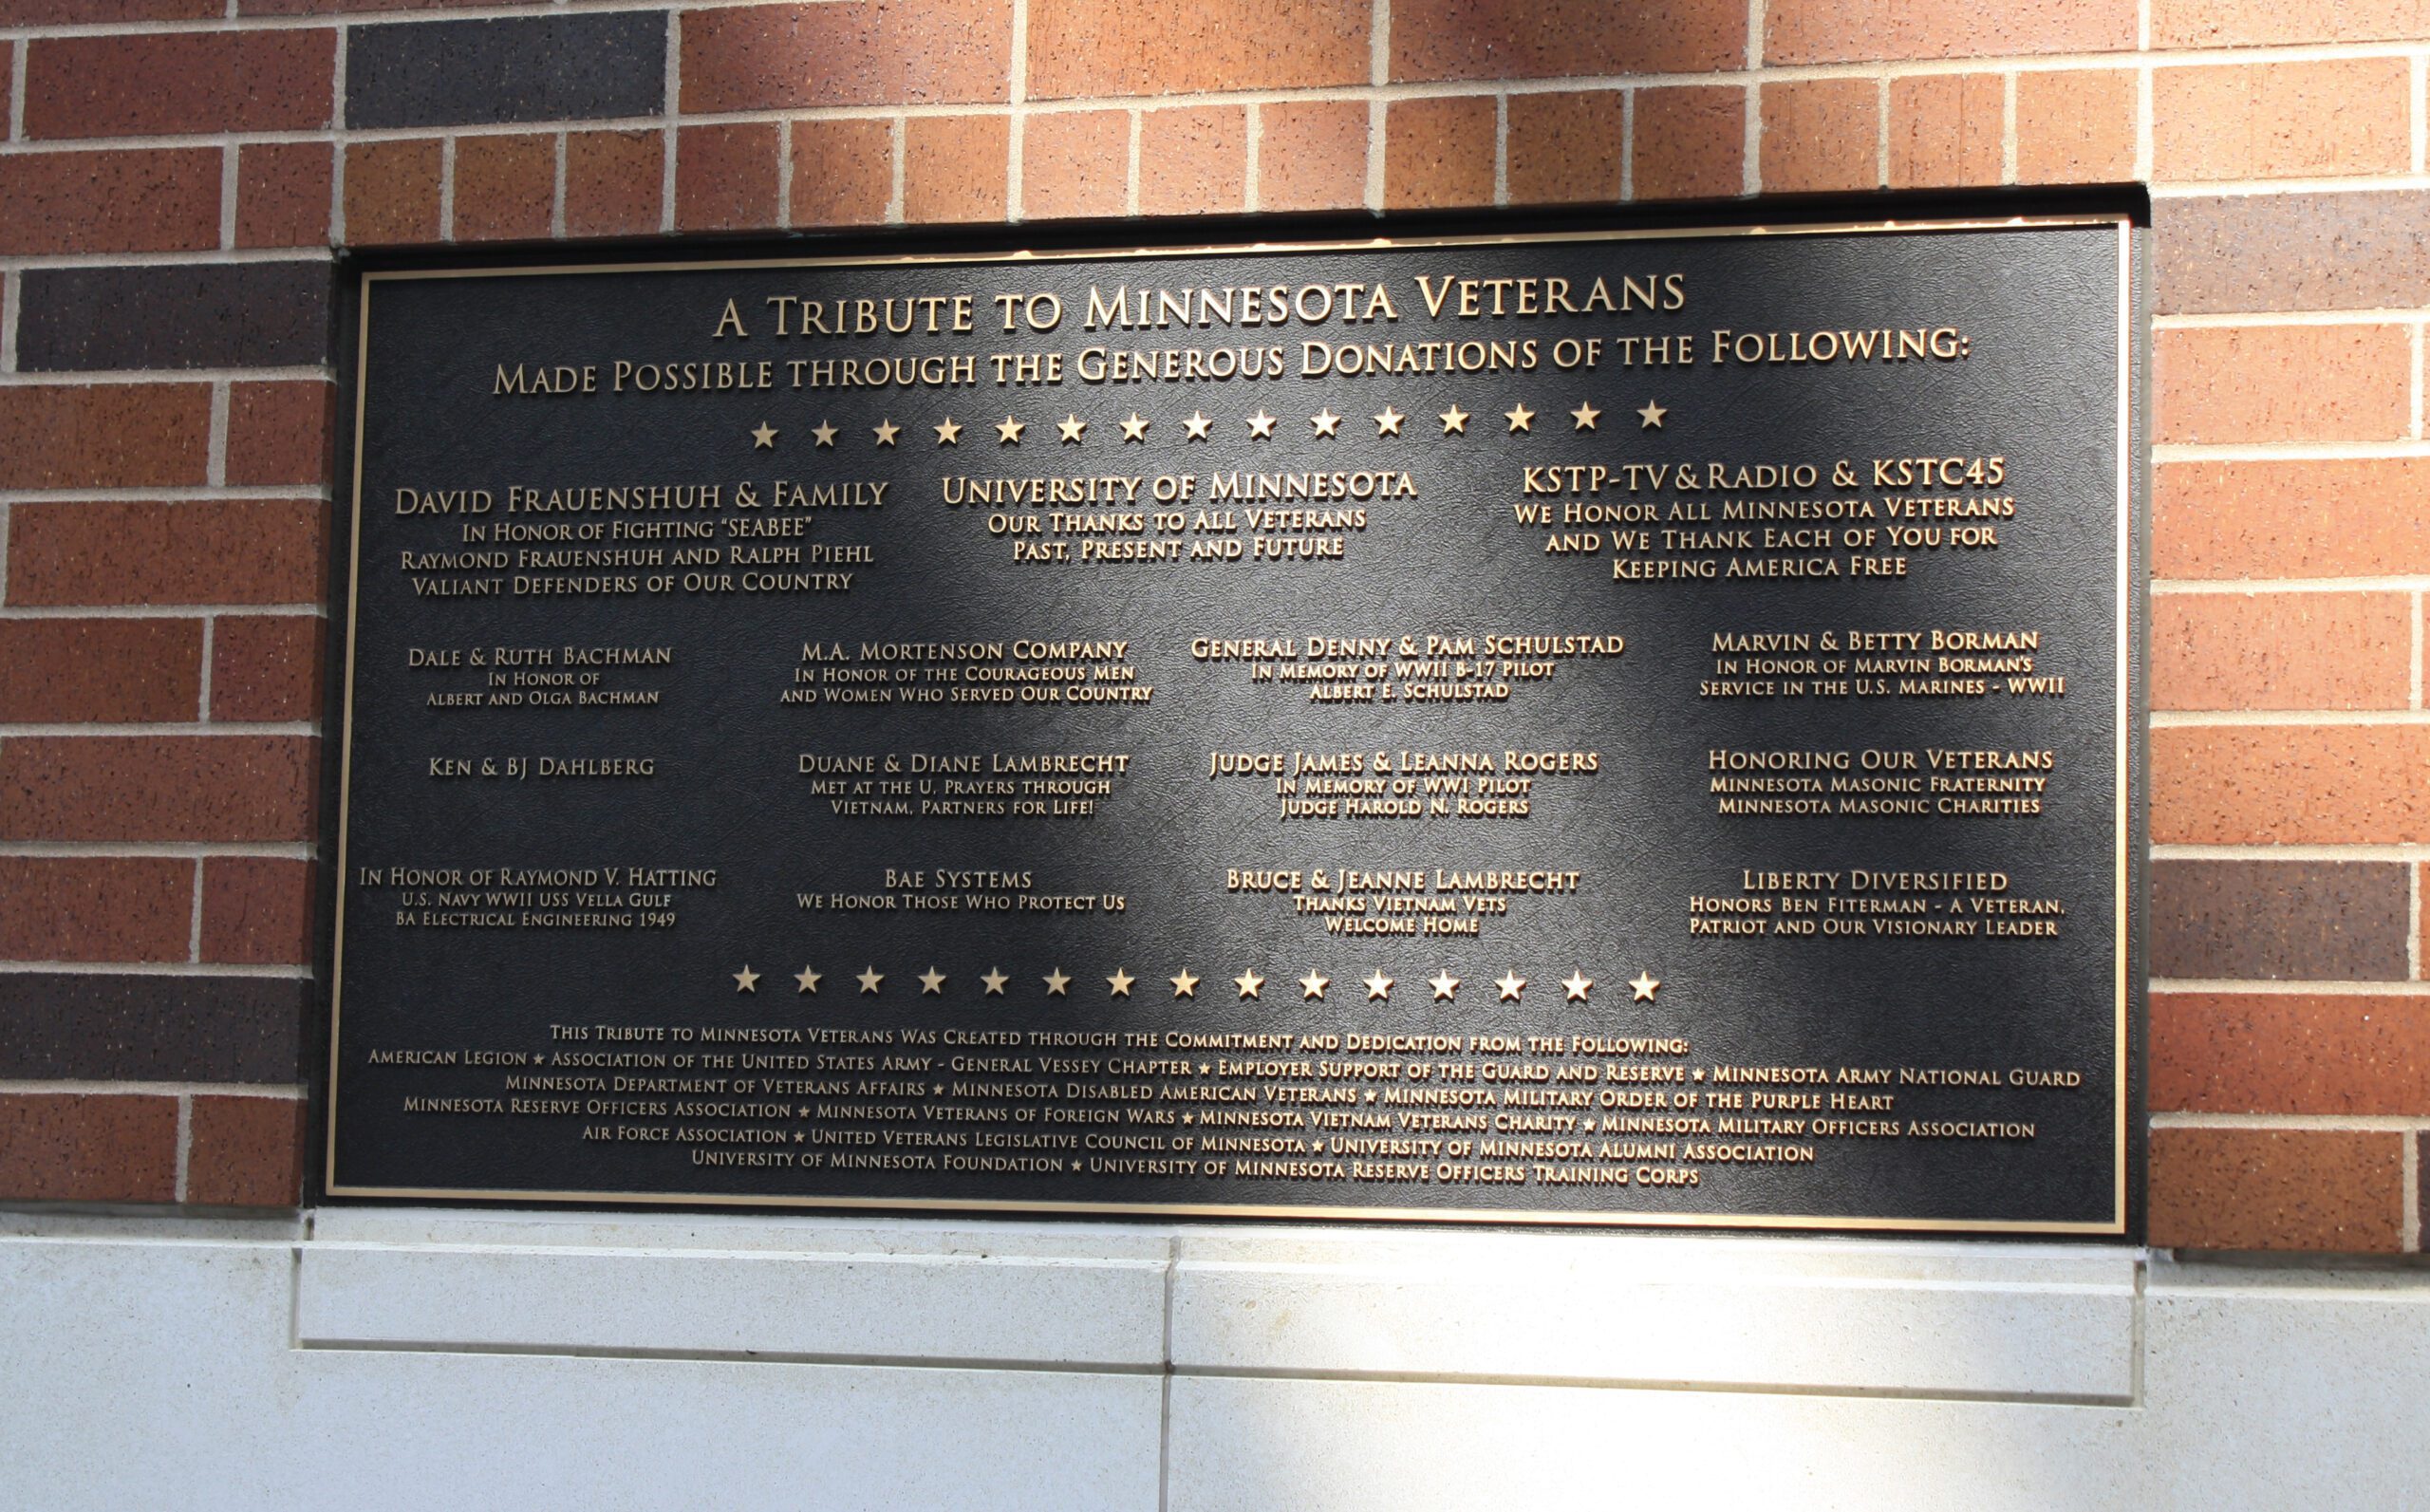 A TRIBUTE TO MINNESOTA VETERANS
MADE POSSIBLE THROUGH THE GENEROUS DONATIONS OF THE FOLLOWING:
DAVID FRAUENSHUH & FAMILY
IN HONOR OF FIGHTING "SEABEE"
RAYMOND FRAUENSHUH AND RALPH PIEHL
VALIANT DEFENDERS OF OUR COUNTRY
UNIVERSITY OF MINNESOTA
OUR THANKS TO ALL VETERANS
PAST, PRESENT AND FUTURE
KSTP-TV & RADIO & KSTC45
WE HONOR ALL MINNESOTA VETERANS
AND WE THANK EACH OF YOU FOR
KEEPING AMERICA FREE
DALE & RUTH BACHMAN
IN HONOR OF
ALBERT AND OLGA BACHMAN
M.A. MORTENSON COMPANY
IN HONOR OF THE COURAGEOUS MEN
AND WOMEN WHO SERVED OUR COUNTRY
GENERAL DENNY & PAM SCHULSTAD
IN MEMORY OF WWII B-17 PILOT
ALBERT E. SCHULSTAD
MARVIN & BETTY BORMAN
IN HONOR OF MARVIN BORMAN'S
SERVICE IN THE U.S. MARINES - WWII
KEN & BJ DAHLBERG
DUANE & DIANE LAMBRECHT
MET AT THE U, PRAYERS THROUGH
VIETNAM, PARTNERS FOR LIFE!
JUDGE JAMES & LEANNA ROGERS
IN MEMORY OF WWI PILOT
JUDGE HAROLD N. ROGERS
HONORING OUR VETERANS
MINNESOTA MASONIC FRATERNITY
MINNESOTA MASONIC CHARITIES
IN HONOR OF RAYMOND V. HATTING
U.S. NAVY WWII USS VELLA GULF
BA ELECTRICAL ENGINEERING 1949
BAE SYSTEMS
WE HONOR THOSE WHO PROTECT US
BRUCE & JEANNE LAMBRECHT
THANKS VIETNAM VETS
WELCOME HOME
LIBERTY DIVERSIFIED
HONORS BEN FITERMAN - A VETERAN,
PATRIOT AND OUR VISIONARY LEADER
THIS TRIBUTE TO MINNESOTA VETERANS WAS CREATED THROUGH THE COMMITMENT AND DEDICATION FROM THE FOLLOWING:
AMERICAN LEGION ★ ASSOCIATION OF THE UNITED STATES ARMY - GENERAL VESSEY CHAPTER ★ EMPLOYER SUPPORT OF THE GUARD AND RESERVE ★ MINNESOTA ARMY NATIONAL GUARD
MINNESOTA DEPARTMENT OF VETERANS AFFAIRS ★ MINNESOTA DISABLED AMERICAN VETERANS ★ MINNESOTA MILITARY ORDER OF THE PURPLE HEART
MINNESOTA RESERVE OFFICERS ASSOCIATION ★ MINNESOTA VETERANS OF FOREIGN WARS ★ MINNESOTA VIETNAM VETERANS CHARITY ★ MINNESOTA MILITARY OFFICERS ASSOCIATION
AIR FORCE ASSOCIATION ★ UNITED VETERANS LEGISLATIVE COUNCIL OF MINNESOTA ★ UNIVERSITY OF MINNESOTA ALUMNI ASSOCIATION
UNIVERSITY OF MINNESOTA FOUNDATION ★ UNIVERSITY OF MINNESOTA RESERVE OFFICERS TRAINING CORPS